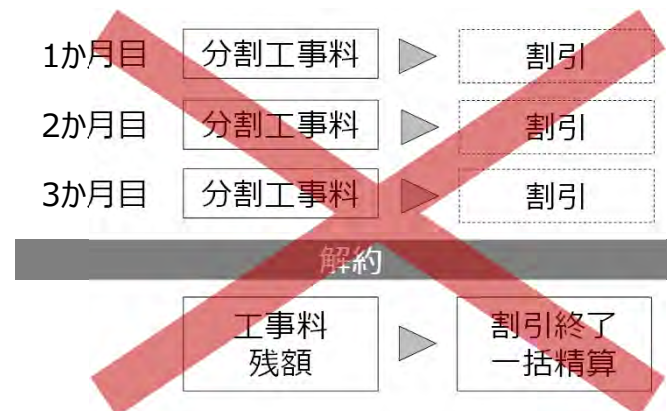 1か月目 分割工事料 割引
2か月目 分割工事料 割引
3か月目 分割工事料 割引
解約
工事料 割引終了
残額 一括精算